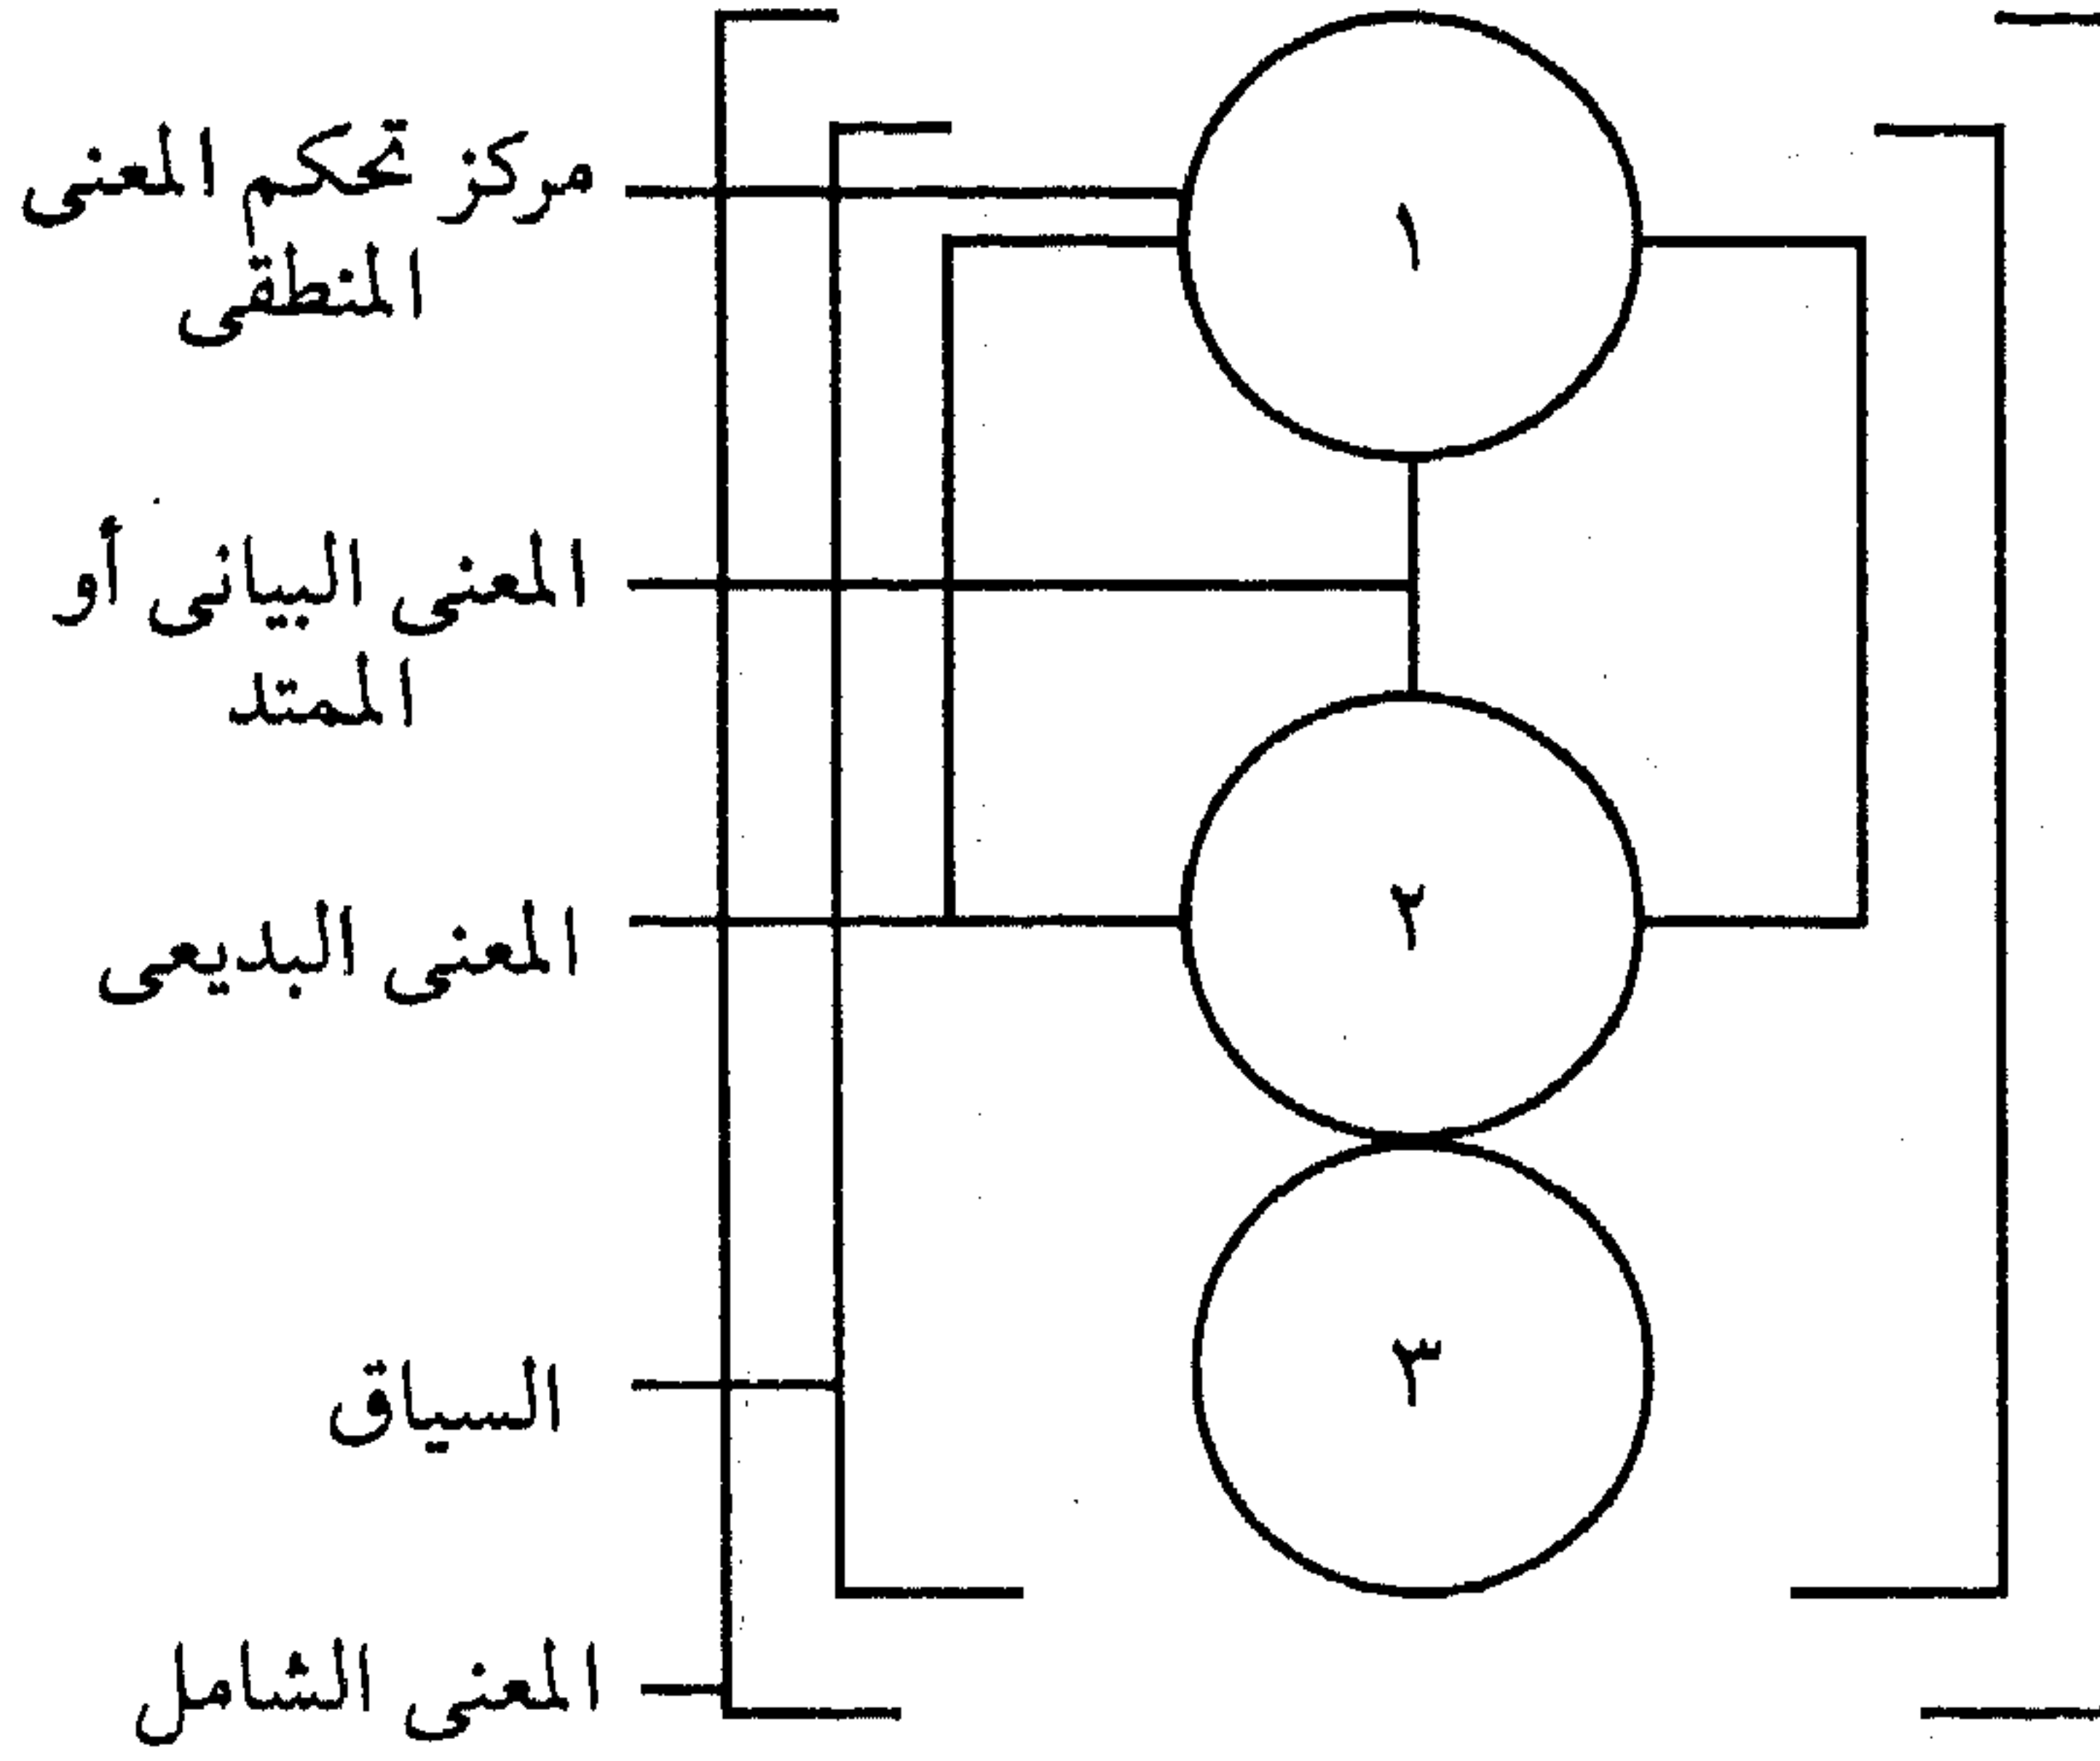 مركز تحكم المعنى
المنطقى
١
المعنى البيانى أو
الممتد
المعنى البديعى
٢
السياق
٣
المعنى الشامل